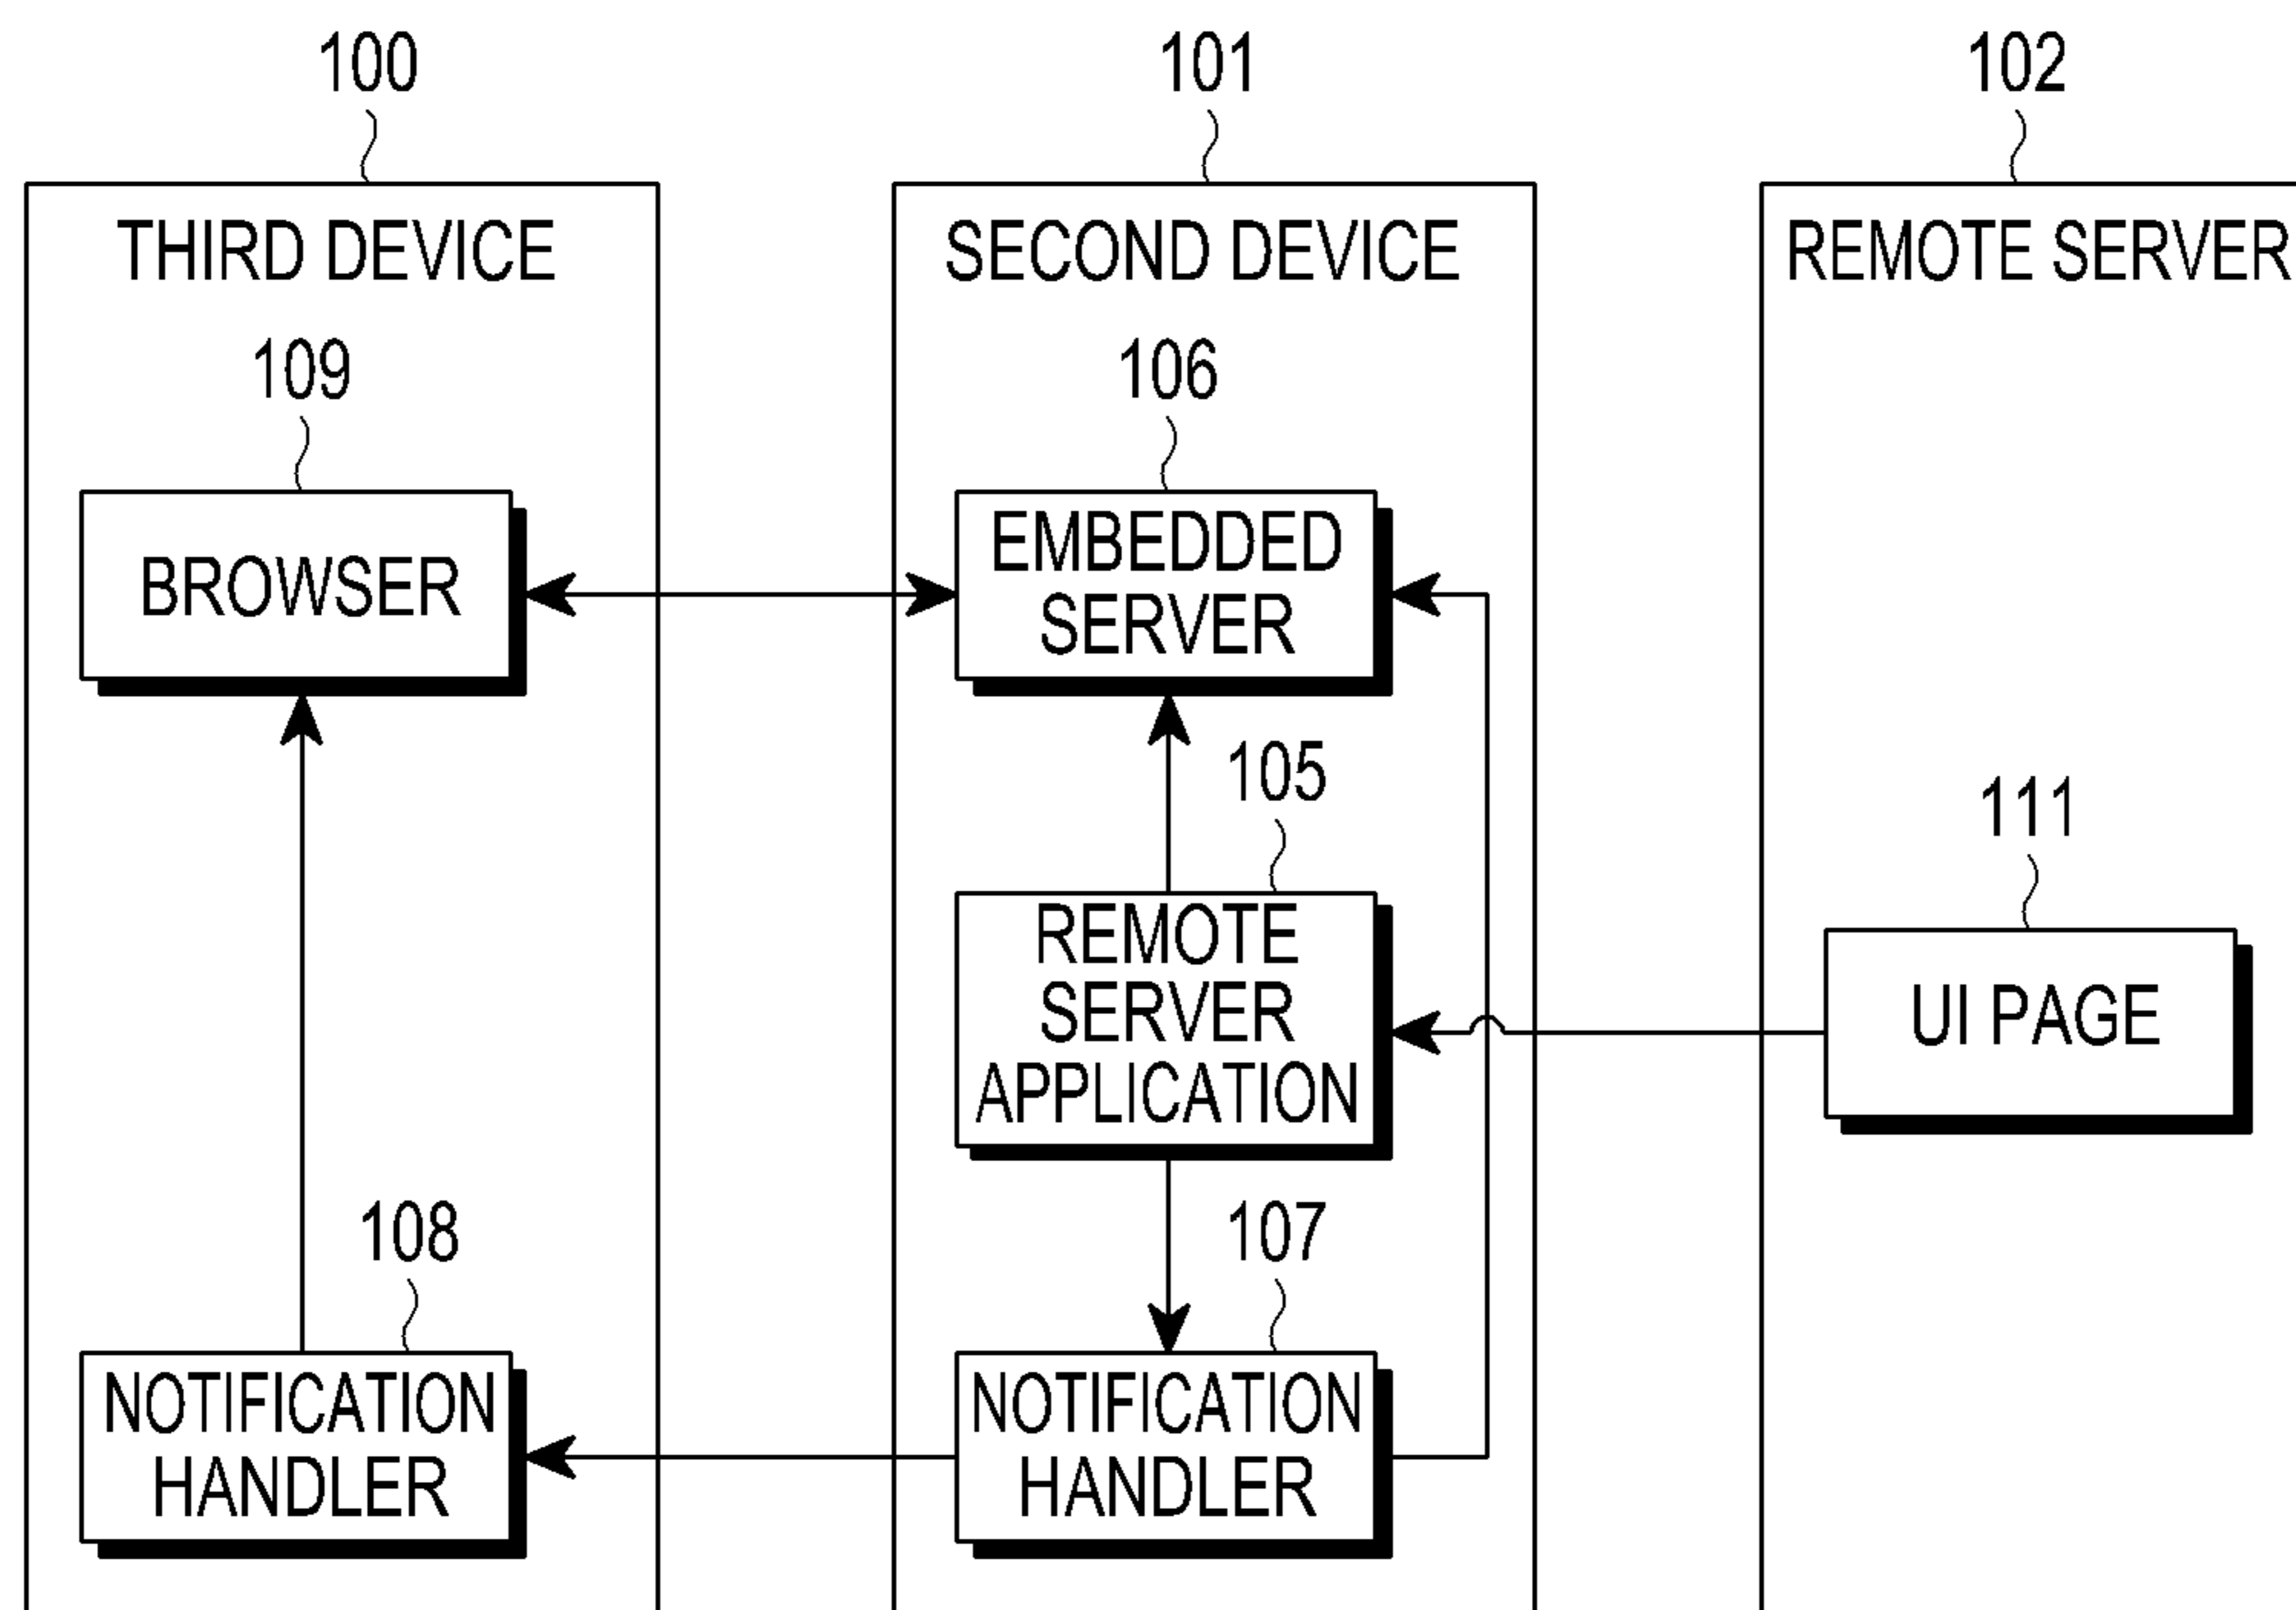 100
101
102
THIRD DEVICE
SECOND DEVICE
REMOTE SERVER
109
106
BROWSER
EMBEDDED
SERVER
105
111
REMOTE
SERVER
APPLICATION
UI PAGE
108
107
NOTIFICATION
HANDLER
NOTIFICATION
HANDLER